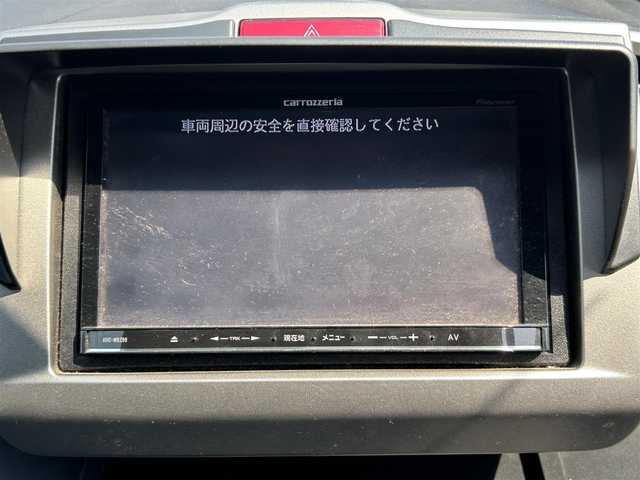 carrozzeria
Pioneer
車両周辺の安全を直接確認してください
TRK 現在地 メニュー VOL AV